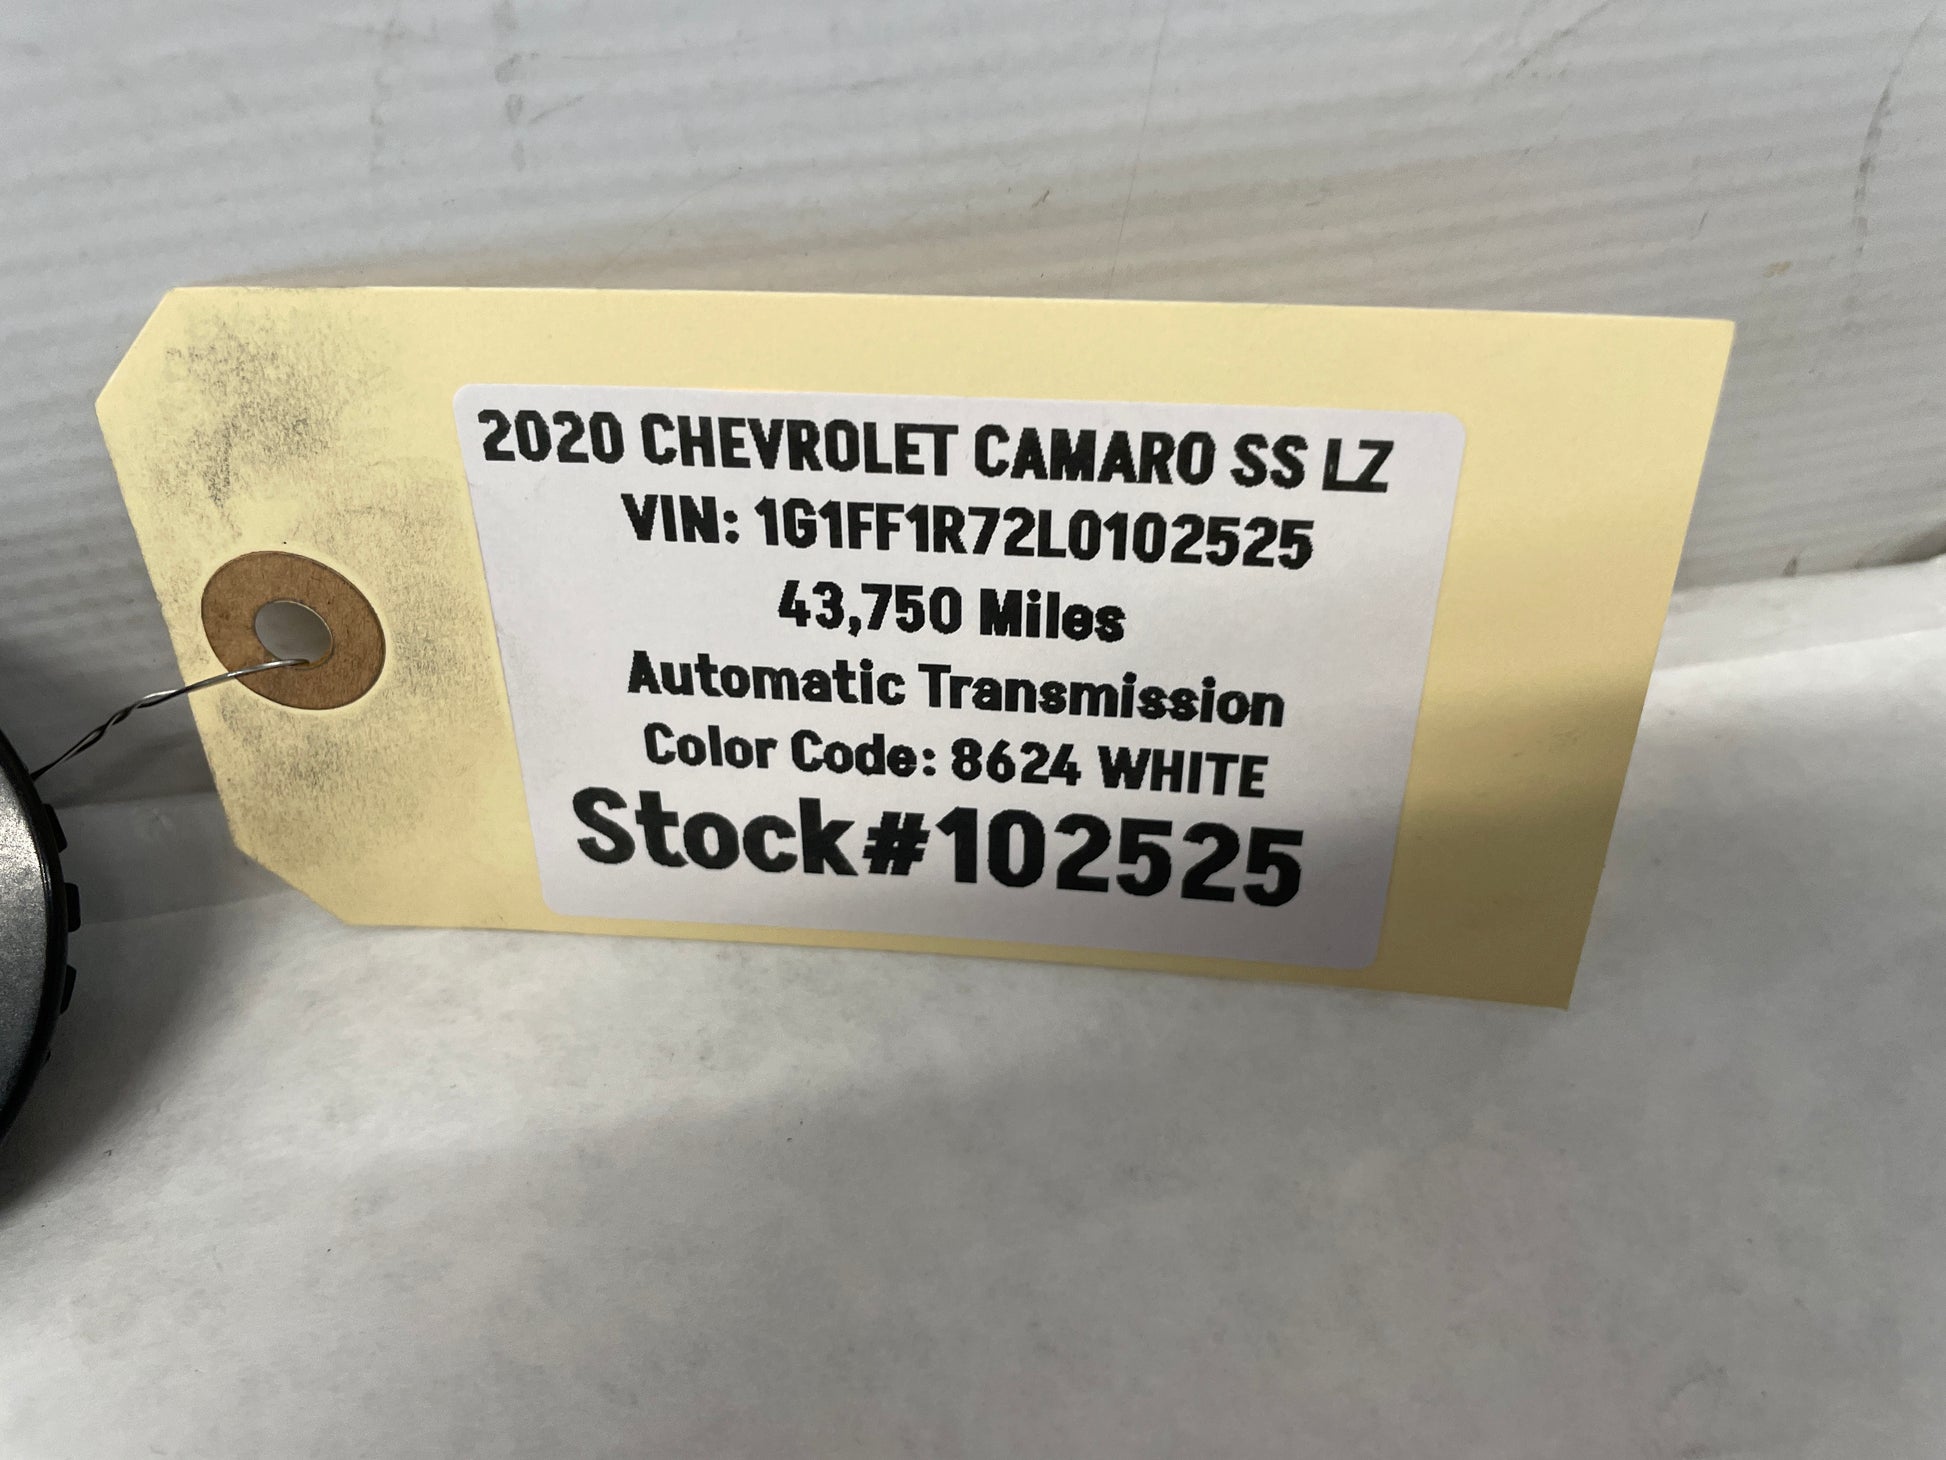 2020 CHEVROLET CAMARO SS LZ
VIN: 1G1FF1R72L0102525
43,750 Miles
Automatic Transmission
Color Code: 8624 WHITE
Stock#102525